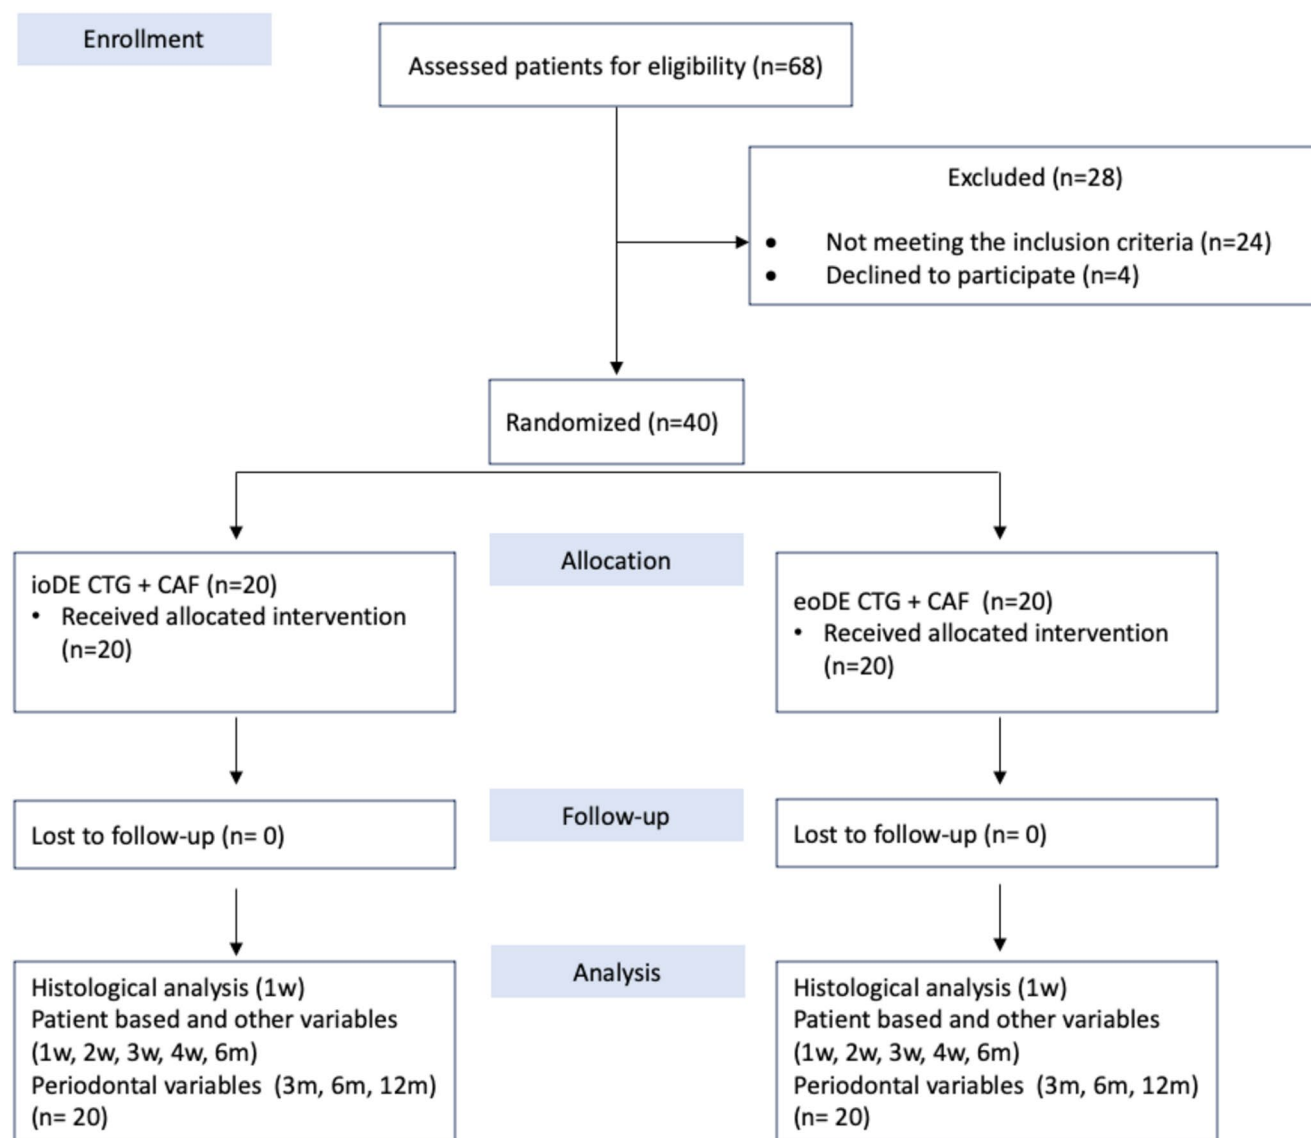 Enrollment
Assessed patients for eligibility (n=68)
Excluded (n=28)
● Not meeting the inclusion criteria (n=24)
● Declined to participate (n=4)
Randomized (n=40)
Allocation
ioDE CTG + CAF (n=20)
• Received allocated intervention
(n=20)
eoDE CTG + CAF (n=20)
• Received allocated intervention
(n=20)
Follow-up
Lost to follow-up (n= 0)
Lost to follow-up (n= 0)
Analysis
Histological analysis (1w)
Patient based and other variables
(1w, 2w, 3w, 4w, 6m)
Periodontal variables (3m, 6m, 12m)
(n= 20)
Histological analysis (1w)
Patient based and other variables
(1w, 2w, 3w, 4w, 6m)
Periodontal variables (3m, 6m, 12m)
(n= 20)